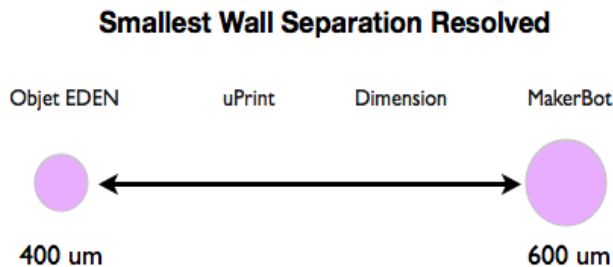 Smallest Wall Separation Resolved
Objet EDEN uPrint Dimension MakerBot
400 um 600 um